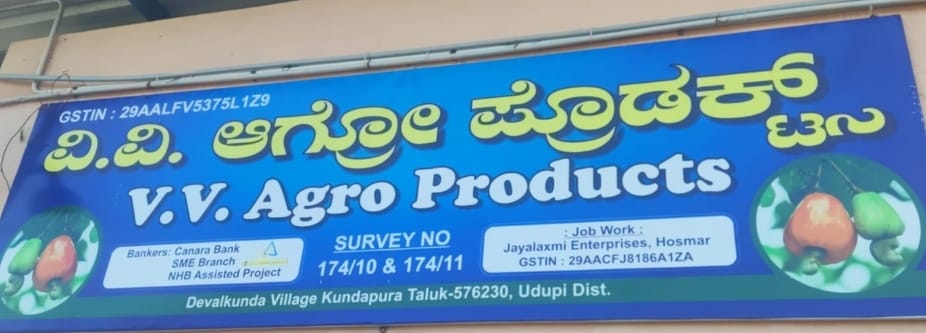 GSTIN : 29AALFV5375L1Z9
ವಿ.ವಿ. ಆಗ್ರೋ ಪ್ರೊಡಕ್ಟ್ಸ್
V.V. Agro Products
Bankers: Canara Bank
SME Branch
NHB Assisted Project
SURVEY NO
174/10 & 174/11
: Job Work :
Jayalaxmi Enterprises, Hosmar
GSTIN : 29AACFJ8186A1ZA
Devalkunda Village Kundapura Taluk-576230, Udupi Dist.